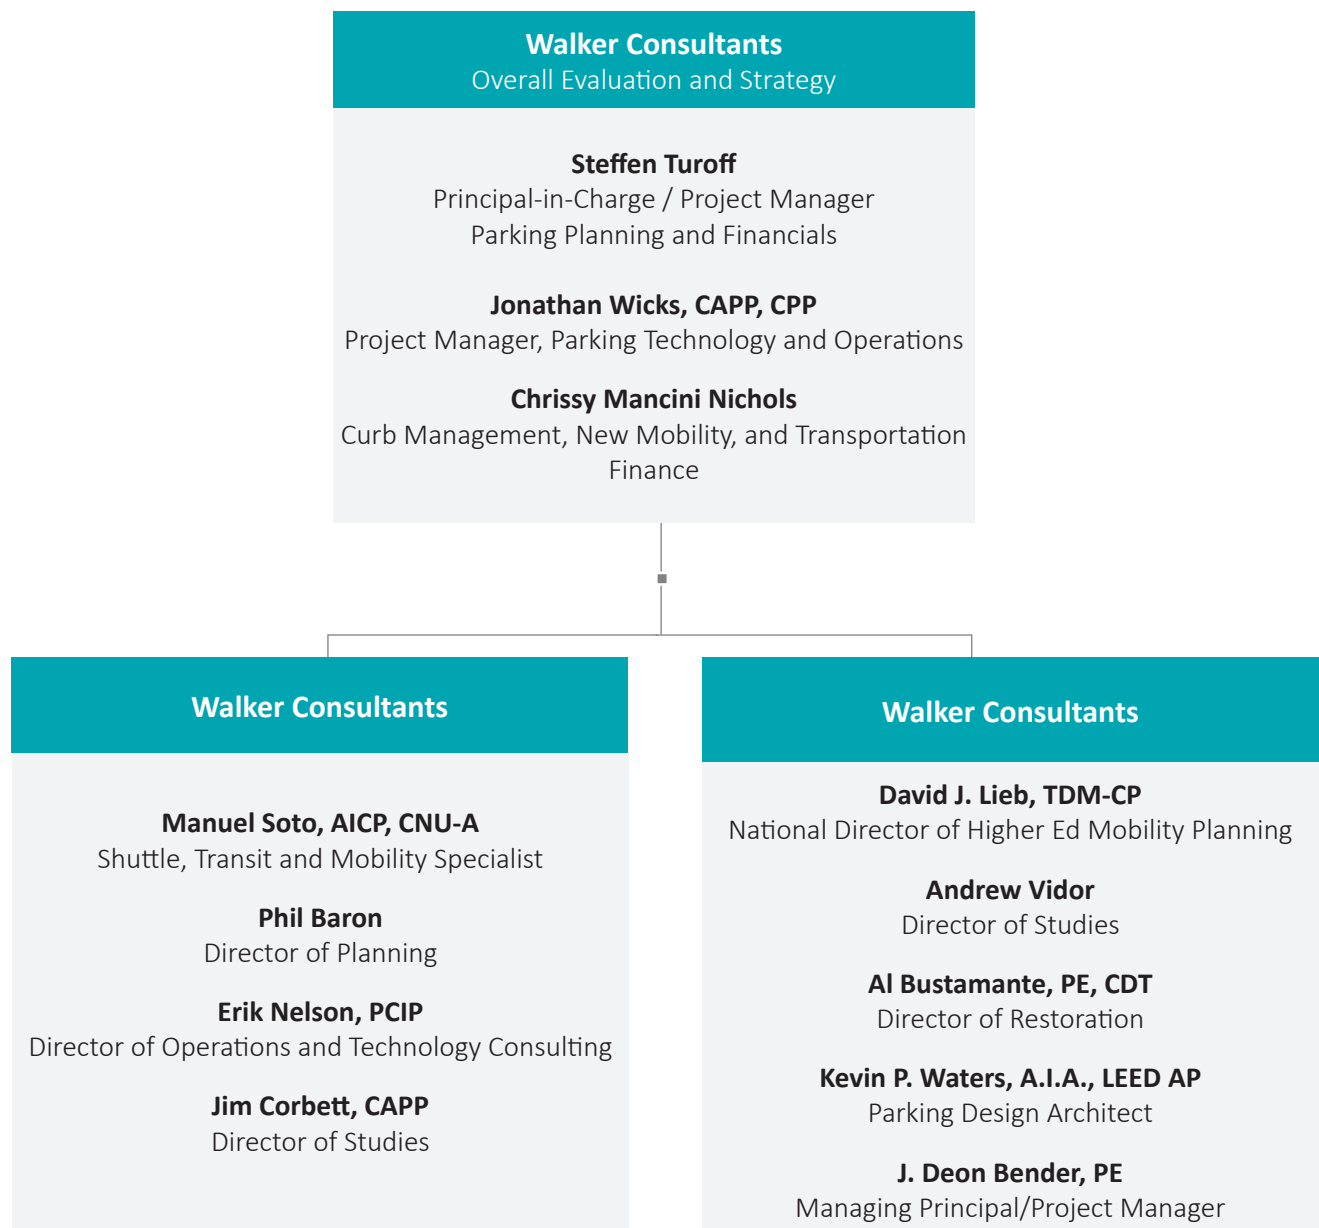 Walker Consultants
Overall Evaluation and Strategy
Steffen Turoff
Principal-in-Charge / Project Manager
Parking Planning and Financials
Jonathan Wicks, CAPP, CPP
Project Manager, Parking Technology and Operations
Chrissy Mancini Nichols
Curb Management, New Mobility, and Transportation
Finance
Walker Consultants
Manuel Soto, AICP, CNU-A
Shuttle, Transit and Mobility Specialist
Phil Baron
Director of Planning
Erik Nelson, PCIP
Director of Operations and Technology Consulting
Jim Corbett, CAPP
Director of Studies
Walker Consultants
David J. Lieb, TDM-CP
National Director of Higher Ed Mobility Planning
Andrew Vidor
Director of Studies
Al Bustamante, PE, CDT
Director of Restoration
Kevin P. Waters, A.I.A., LEED AP
Parking Design Architect
J. Deon Bender, PE
Managing Principal/Project Manager